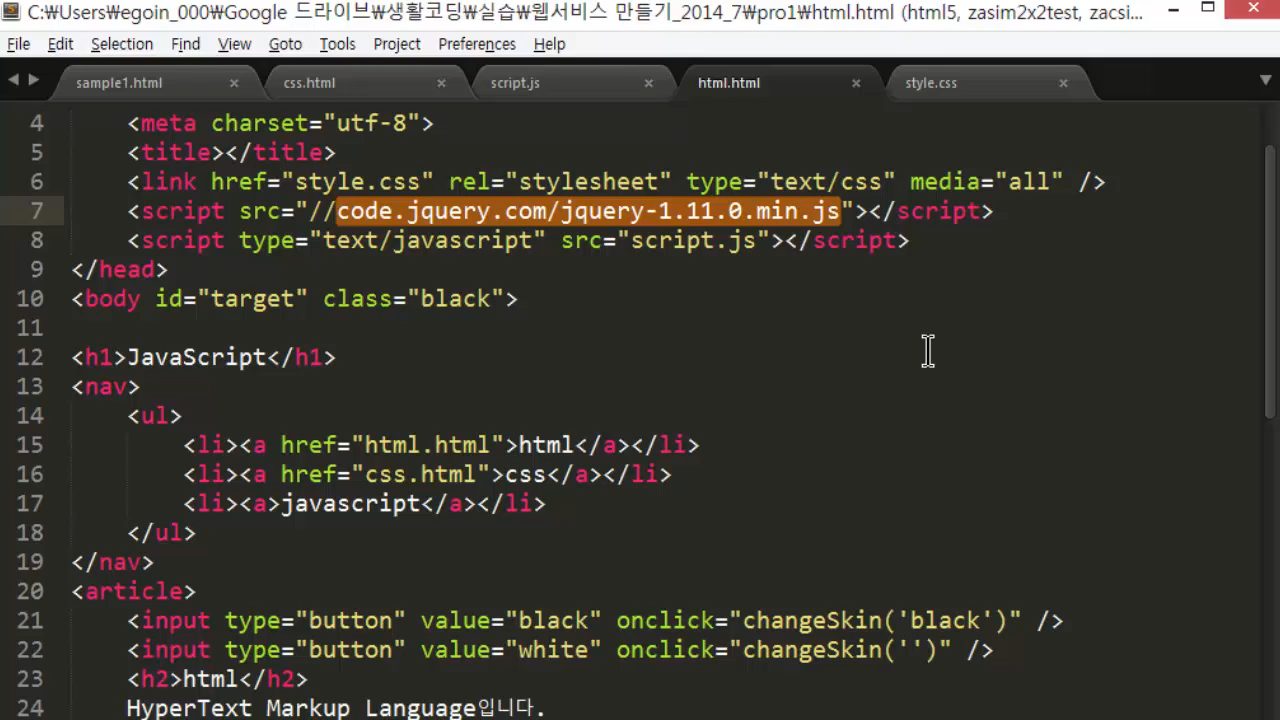 C:₩Users₩egoin_000₩Google 드라이브₩생활코딩₩실습₩웹서비스 만들기_2014_7₩pro1₩html.html (html5, zasim2x2test, zacsi...
File Edit Selection Find View Goto Tools Project Preferences Help
sample1.html css.html script.js html.html style.css
4 <meta charset="utf-8">
5 <title></title>
6 <link href="style.css" rel="stylesheet" type="text/css" media="all" />
7 <script src="//code.jquery.com/jquery-1.11.0.min.js"></script>
8 <script type="text/javascript" src="script.js"></script>
9 </head>
10 <body id="target" class="black">
11
12 <h1>JavaScript</h1>
13 <nav>
14 <ul>
15 <li><a href="html.html">html</a></li>
16 <li><a href="css.html">css</a></li>
17 <li><a>javascript</a></li>
18 </ul>
19 </nav>
20 <article>
21 <input type="button" value="black" onclick="changeSkin('black')" />
22 <input type="button" value="white" onclick="changeSkin('')" />
23 <h2>html</h2>
24 HyperText Markup Language입니다.